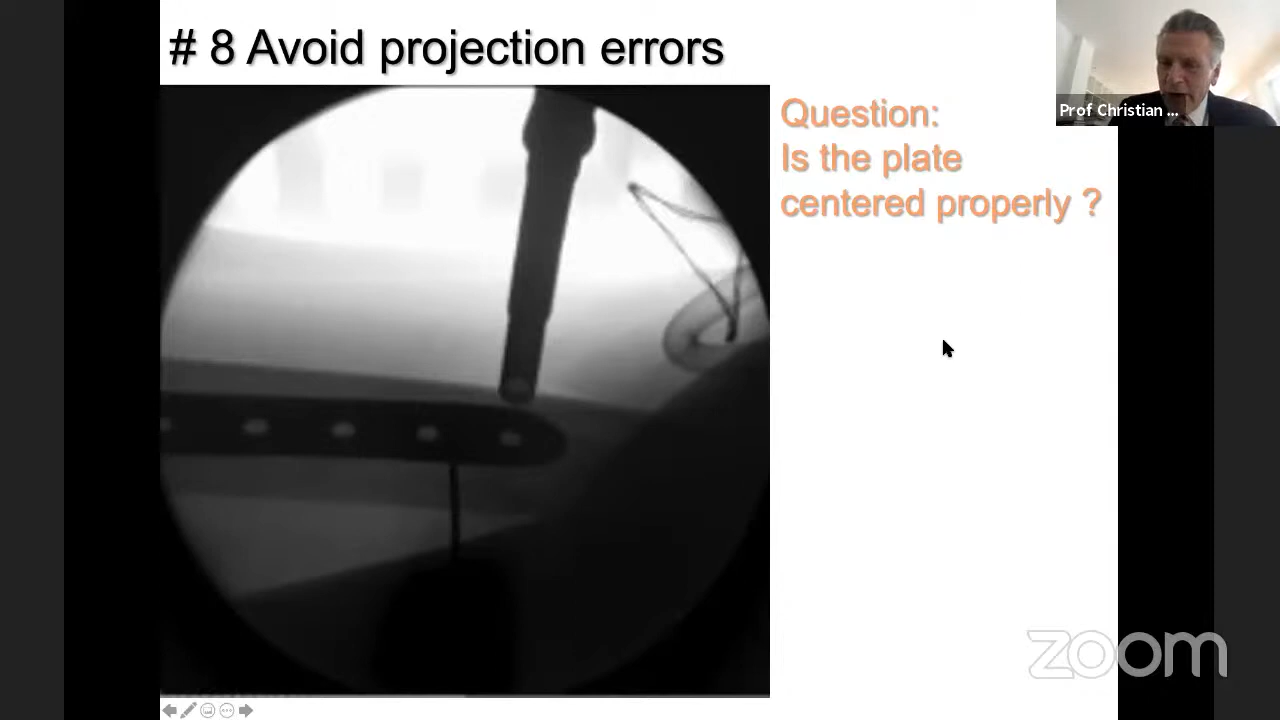 # 8 Avoid projection errors
Question:
Is the plate
centered properly ?
Prof Christian ...
zoom